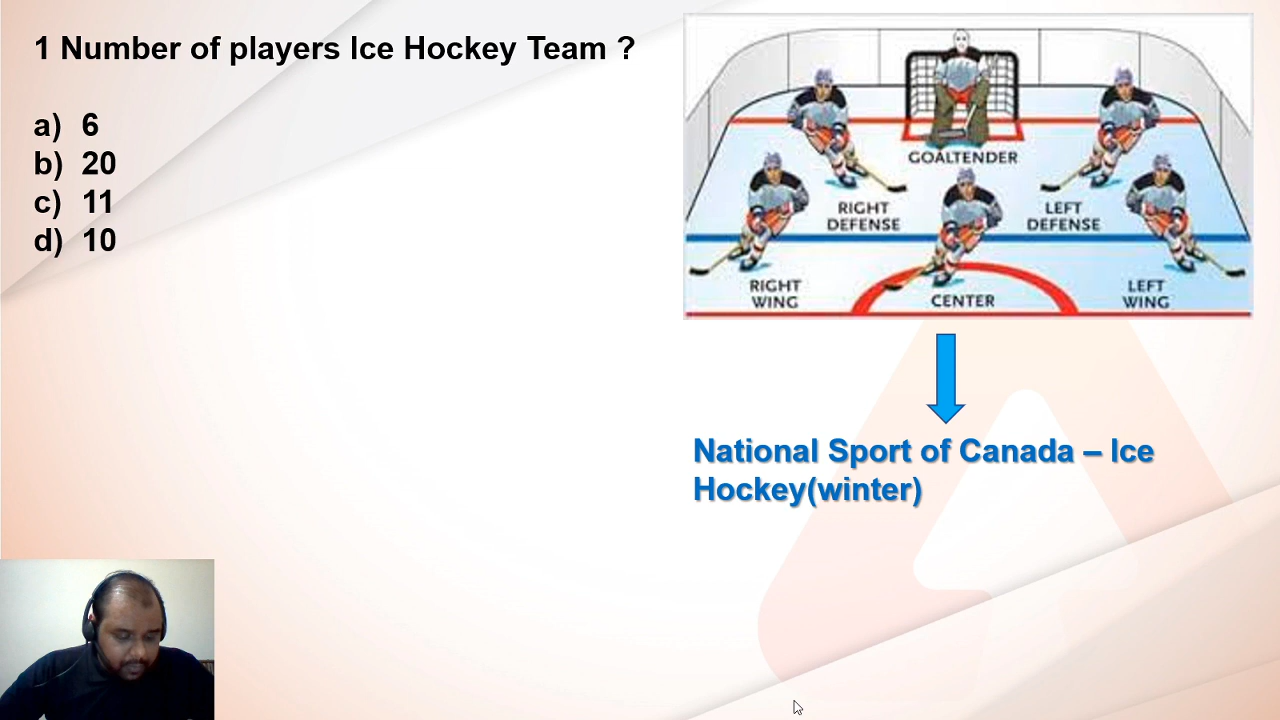 1 Number of players Ice Hockey Team ?
a) 6
b) 20
c) 11
d) 10
GOALTENDER
RIGHT
DEFENSE
LEFT
DEFENSE
RIGHT
WING
CENTER
LEFT
WING
National Sport of Canada – Ice
Hockey(winter)